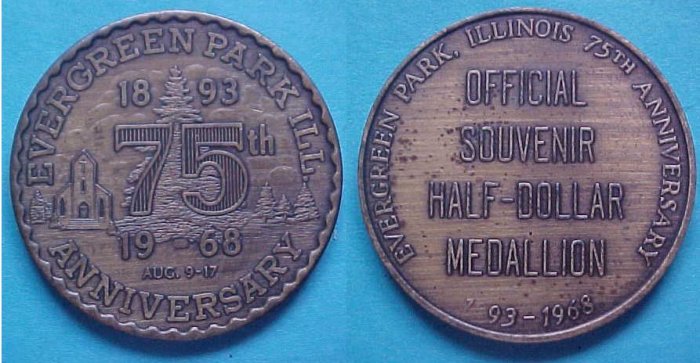 EVERGREEN PARK ILL.
18 93
75th
19-68
AUG. 9-17
ANNIVERSARY
EVERGREEN PARK, ILLINOIS 75TH ANNIVERSARY
OFFICIAL
SOUVENIR
HALF-DOLLAR
MEDALLION
93-1968